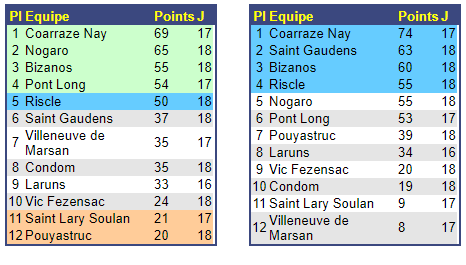 Pl Equipe Points J
1 Coarraze Nay 69 17
2 Nogaro 65 18
3 Bizanos 55 18
4 Pont Long 54 17
5 Riscle 50 18
6 Saint Gaudens 37 18
7 Villeneuve de
Marsan 35 17
8 Condom 35 18
9 Laruns 33 16
10 Vic Fezensac 24 18
11 Saint Lary Soulan 21 17
12 Pouyastruc 20 18
Pl Equipe Points J
1 Coarraze Nay 74 17
2 Saint Gaudens 63 18
3 Bizanos 60 18
4 Riscle 55 18
5 Nogaro 55 18
6 Pont Long 53 17
7 Pouyastruc 39 18
8 Laruns 34 16
9 Vic Fezensac 20 18
10 Condom 19 18
11 Saint Lary Soulan 9 17
12 Villeneuve de
Marsan 8 17